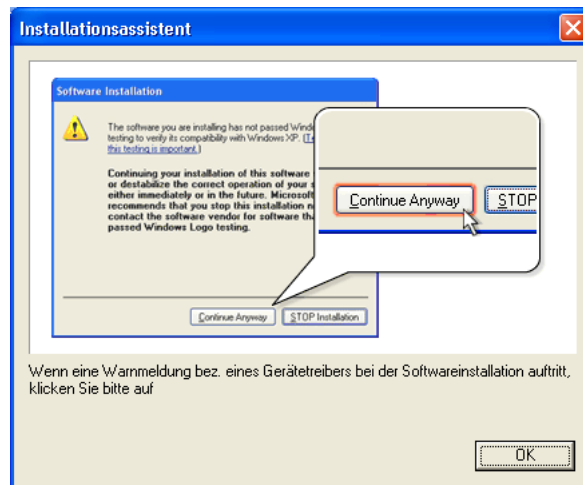 Installationsassistent
Software Installation
The software you are installing has not passed Windo
testing to verify its compatibility with Windows XP. (
this testing is important.)
Continuing your installation of this software
or destabilize the correct operation of your
either immediately or in the future. Microsoft
recommends that you stop this installation
contact the software vendor for software
passed Windows Logo testing.
Continue Anyway
STOP Installation
Continue Anyway
STOP
Wenn eine Warnmeldung bez. eines Gerätetreibers bei der Softwareinstallation auftritt,
klicken Sie bitte auf
OK